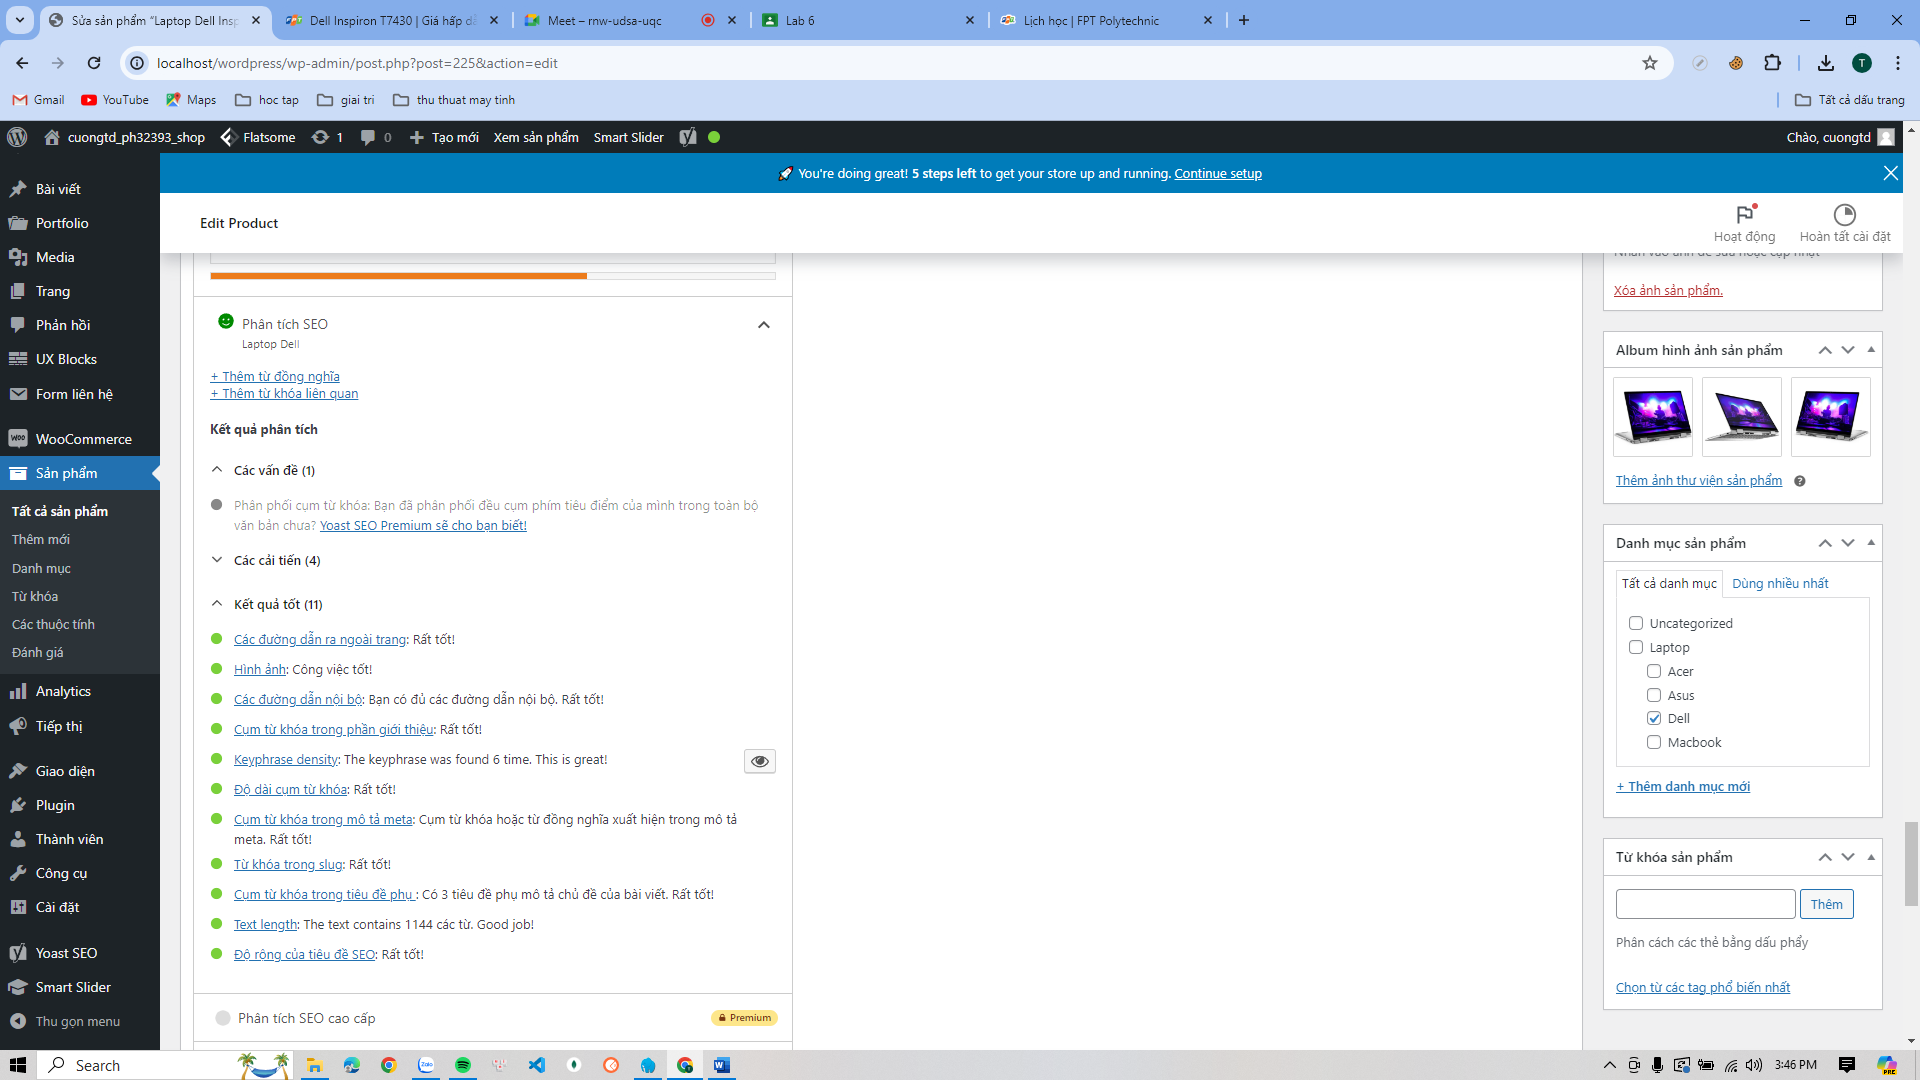 Sửa sản phẩm “Laptop Dell Insp
Dell Inspiron T7430 | Giá hấp dẫ
Meet – rnw-udsa-uqc
Lab 6
Lịch học | FPT Polytechnic
localhost/wordpress/wp-admin/post.php?post=225&action=edit
T
Gmail
YouTube
Maps
hoc tap
giai tri
thu thuat may tinh
Tất cả dấu trang
cuongtd_ph32393_shop
Flatsome
1
0
Tạo mới
Xem sản phẩm
Smart Slider
Chào, cuongtd
You're doing great! 5 steps left to get your store up and running. Continue setup
Edit Product
Hoạt động
Hoàn tất cài đặt
Bài viết
Portfolio
Media
Trang
Phản hồi
UX Blocks
Form liên hệ
WooCommerce
Sản phẩm
Tất cả sản phẩm
Thêm mới
Danh mục
Từ khóa
Các thuộc tính
Đánh giá
Analytics
Tiếp thị
Giao diện
Plugin
Thành viên
Công cụ
Cài đặt
Yoast SEO
Smart Slider
Thu gọn menu
Phân tích SEO
Laptop Dell
+ Thêm từ đồng nghĩa
+ Thêm từ khóa liên quan
Kết quả phân tích
Các vấn đề (1)
Phân phối cụm từ khóa: Bạn đã phân phối đều cụm phím tiêu điểm của mình trong toàn bộ
văn bản chưa? Yoast SEO Premium sẽ cho bạn biết!
Các cải tiến (4)
Kết quả tốt (11)
Các đường dẫn ra ngoài trang: Rất tốt!
Hình ảnh: Công việc tốt!
Các đường dẫn nội bộ: Bạn có đủ các đường dẫn nội bộ. Rất tốt!
Cụm từ khóa trong phần giới thiệu: Rất tốt!
Keyphrase density: The keyphrase was found 6 time. This is great!
Độ dài cụm từ khóa: Rất tốt!
Cụm từ khóa trong mô tả meta: Cụm từ khóa hoặc từ đồng nghĩa xuất hiện trong mô tả
meta. Rất tốt!
Từ khóa trong slug: Rất tốt!
Cụm từ khóa trong tiêu đề phụ : Có 3 tiêu đề phụ mô tả chủ đề của bài viết. Rất tốt!
Text length: The text contains 1144 các từ. Good job!
Độ rộng của tiêu đề SEO: Rất tốt!
Phân tích SEO cao cấp
Premium
Nhấn vào ảnh để sửa hoặc cập nhật
Xóa ảnh sản phẩm.
Album hình ảnh sản phẩm
Thêm ảnh thư viện sản phẩm
Danh mục sản phẩm
Tất cả danh mục
Dùng nhiều nhất
Uncategorized
Laptop
Acer
Asus
Dell
Macbook
+ Thêm danh mục mới
Từ khóa sản phẩm
Thêm
Phân cách các thẻ bằng dấu phẩy
Chọn từ các tag phổ biến nhất
Search
Zalo
3:46 PM
PRE